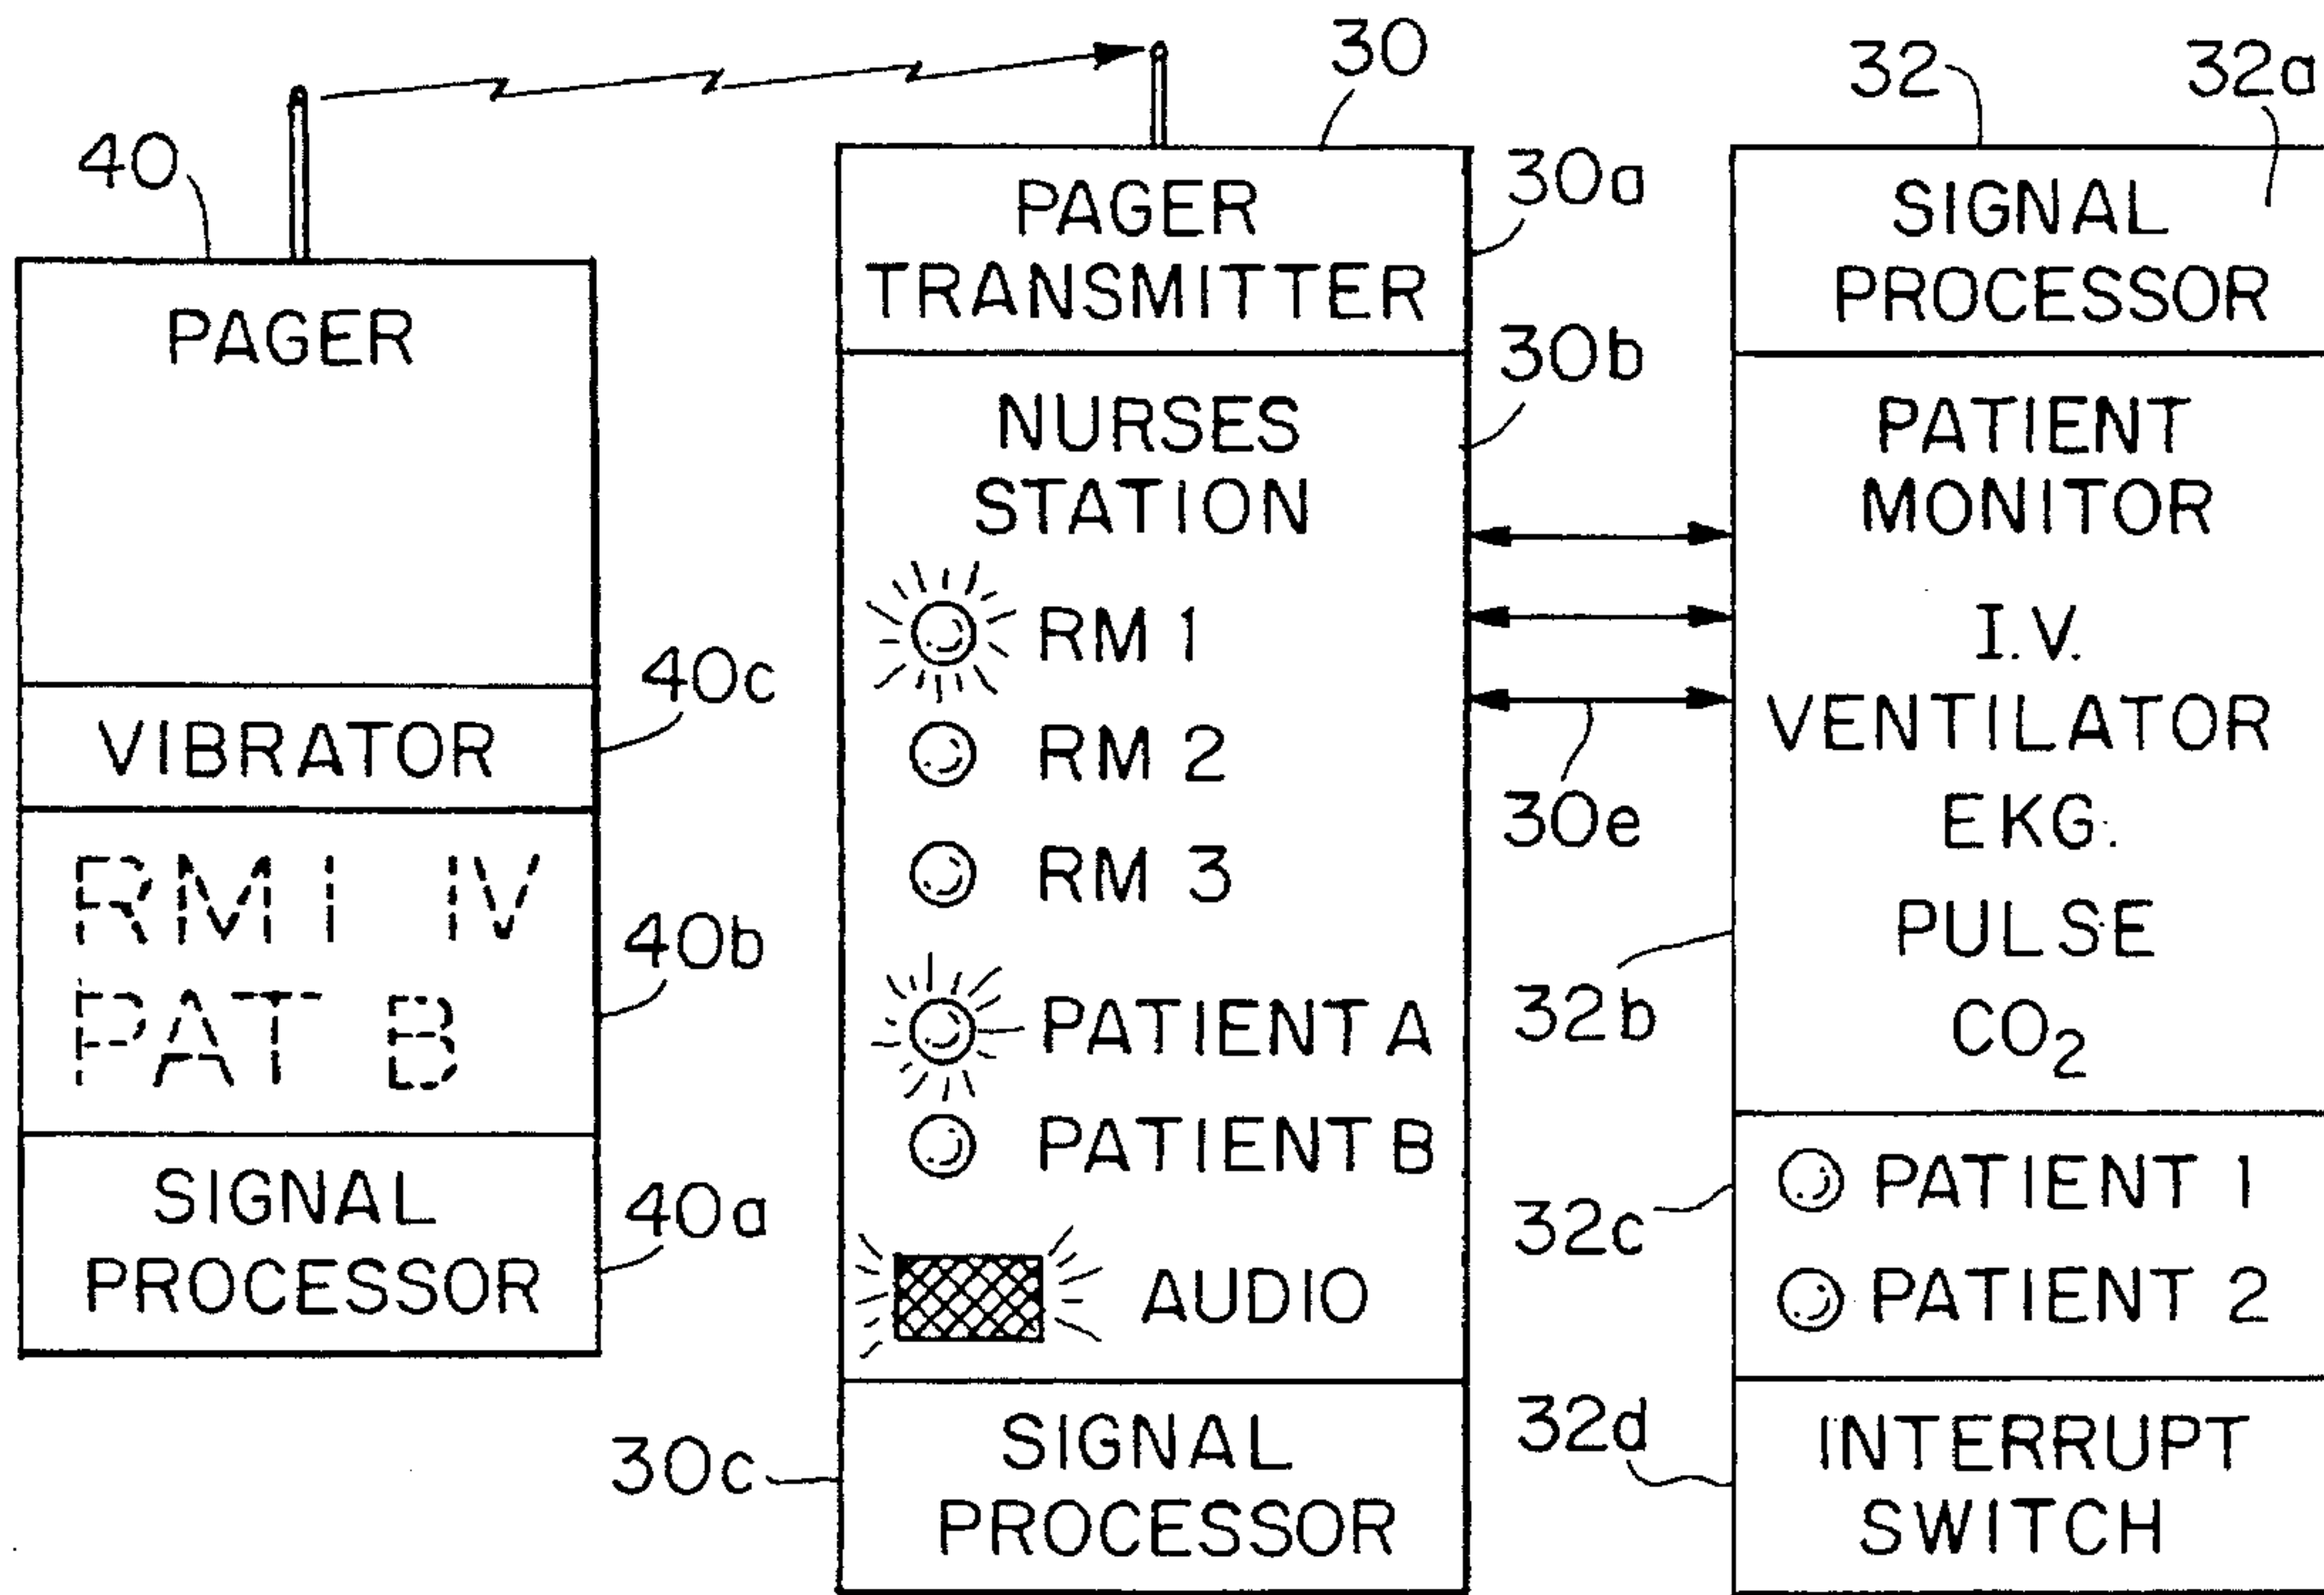 40
PAGER
VIBRATOR
40c
RM 1 IV
PAT B
40b
SIGNAL
PROCESSOR
40a
30
PAGER
TRANSMITTER
30a
NURSES
STATION
30b
RM 1
RM 2
RM 3
PATIENT A
PATIENT B
AUDIO
SIGNAL
PROCESSOR
30c
30e
32
32a
SIGNAL
PROCESSOR
PATIENT
MONITOR
I.V.
VENTILATOR
EKG.
PULSE
CO₂
32b
PATIENT 1
PATIENT 2
32c
INTERRUPT
SWITCH
32d